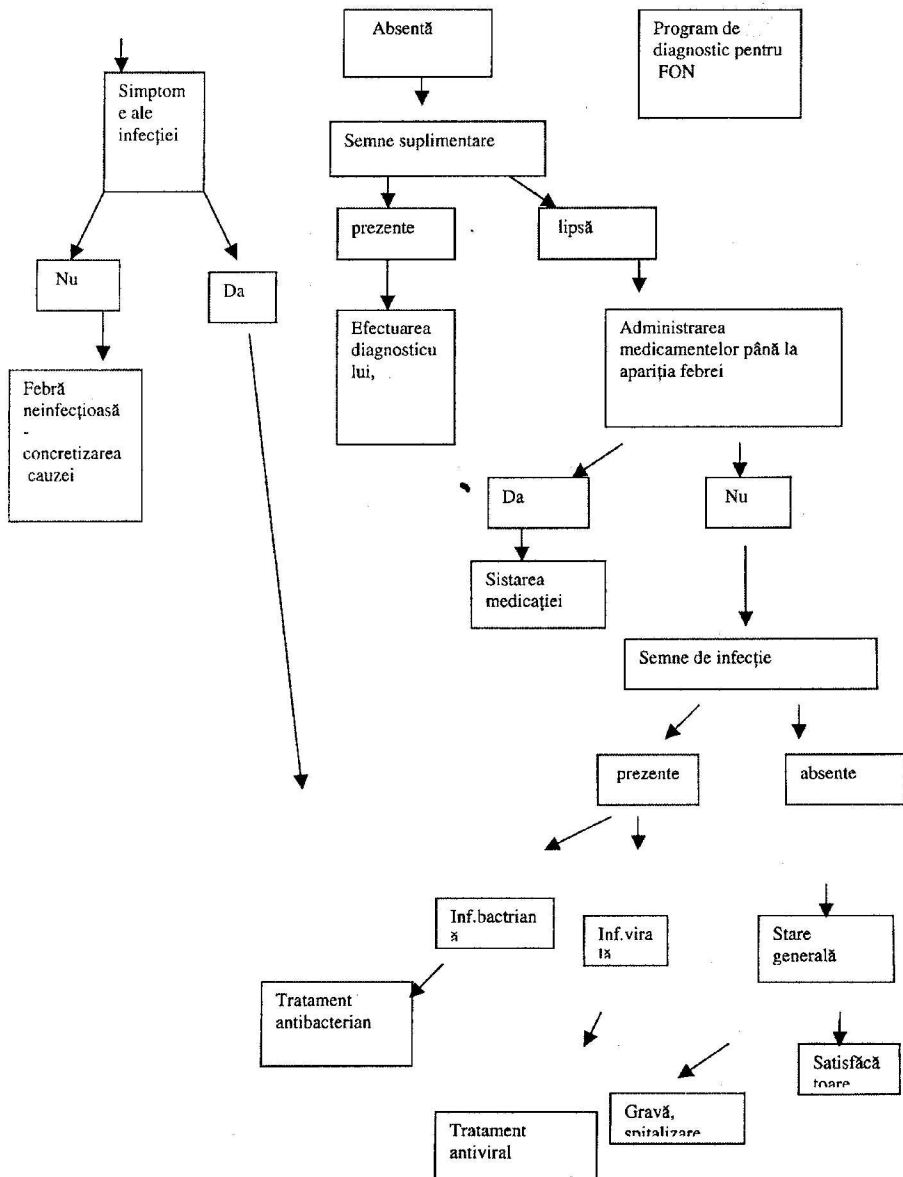 Absentă
Program de
diagnostic pentru
FON
Simptom
e ale
infecției
Semne suplimentare
prezente
lipsă
Nu
Da
Efectuarea
diagnosticu
lui,
Administrarea
medicamentelor până la
apariția febrei
Febră
neinfecțioasă
-
concretizarea
cauzei
Da
Nu
Sistarea
medicației
Semne de infecție
prezente
absente
Inf.bactrian
ă
Inf.vira
lă
Stare
generală
Tratament
antibacterian
Satisfăcă
toare
Gravă,
spitalizare
Tratament
antiviral